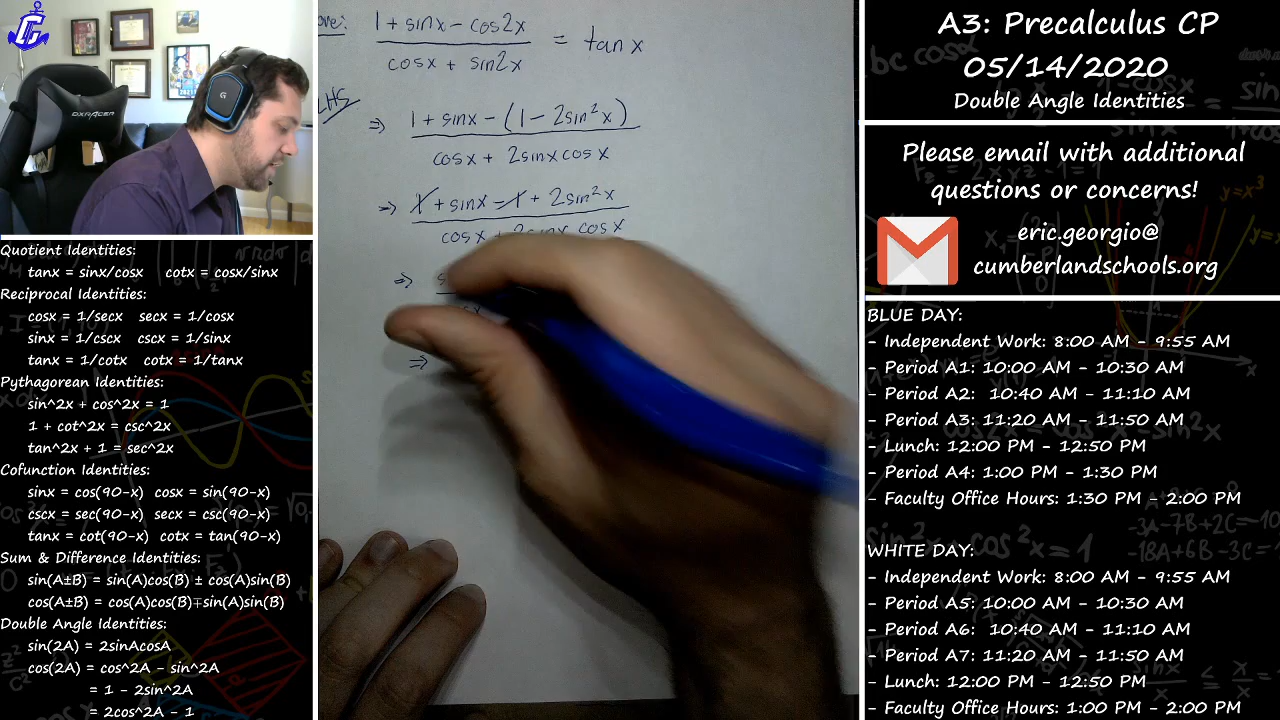 Quotient Identities:
tanx = sinx/cosx cotx = cosx/sinx
Reciprocal Identities:
cosx = 1/secx secx = 1/cosx
sinx = 1/cscx cscx = 1/sinx
tanx = 1/cotx cotx = 1/tanx
Pythagorean Identities:
sin^2x + cos^2x = 1
1 + cot^2x = csc^2x
tan^2x + 1 = sec^2x
Cofunction Identities:
sinx = cos(90-x) cosx = sin(90-x)
cscx = sec(90-x) secx = csc(90-x)
tanx = cot(90-x) cotx = tan(90-x)
Sum & Difference Identities:
sin(A±B) = sin(A)cos(B) ± cos(A)sin(B)
cos(A±B) = cos(A)cos(B)∓sin(A)sin(B)
Double Angle Identities:
sin(2A) = 2sinAcosA
cos(2A) = cos^2A - sin^2A
= 1 - 2sin^2A
= 2cos^2A - 1
1 + sinx - cos2x
cosx + sin2x
= tanx
LHS
⇒ 1 + sinx - (1 - 2sin²x)
cosx + 2sinx cosx
⇒ 1 + sinx - 1 + 2sin²x
cosx + 2sinx cosx
⇒
⇒
A3: Precalculus CP
05/14/2020
Double Angle Identities
Please email with additional
questions or concerns!
eric.georgio@
cumberlandschools.org
BLUE DAY:
- Independent Work: 8:00 AM - 9:55 AM
- Period A1: 10:00 AM - 10:30 AM
- Period A2: 10:40 AM - 11:10 AM
- Period A3: 11:20 AM - 11:50 AM
- Lunch: 12:00 PM - 12:50 PM
- Period A4: 1:00 PM - 1:30 PM
- Faculty Office Hours: 1:30 PM - 2:00 PM
WHITE DAY:
- Independent Work: 8:00 AM - 9:55 AM
- Period A5: 10:00 AM - 10:30 AM
- Period A6: 10:40 AM - 11:10 AM
- Period A7: 11:20 AM - 11:50 AM
- Lunch: 12:00 PM - 12:50 PM
- Faculty Office Hours: 1:00 PM - 2:00 PM